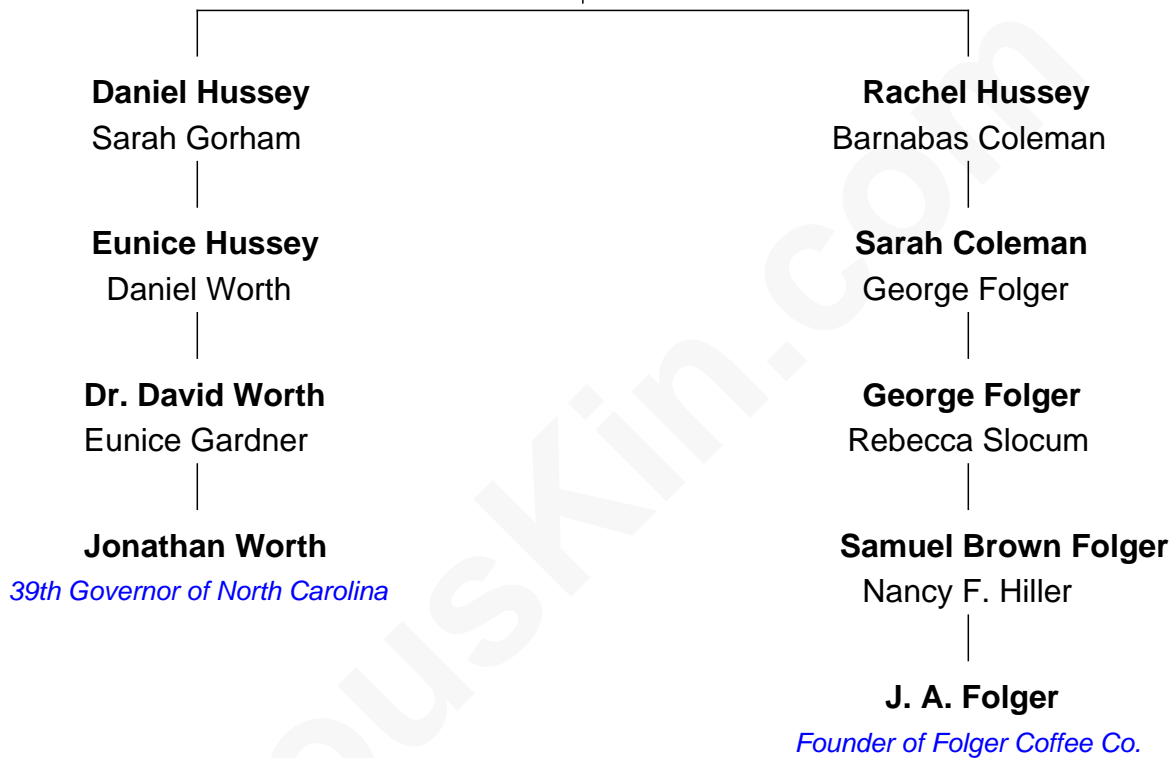 Daniel Hussey
Sarah Gorham
Rachel Hussey
Barnabas Coleman
Eunice Hussey
Daniel Worth
Sarah Coleman
George Folger
Dr. David Worth
Eunice Gardner
George Folger
Rebecca Slocum
Jonathan Worth
39th Governor of North Carolina
Samuel Brown Folger
Nancy F. Hiller
J. A. Folger
Founder of Folger Coffee Co.
ousKin.com